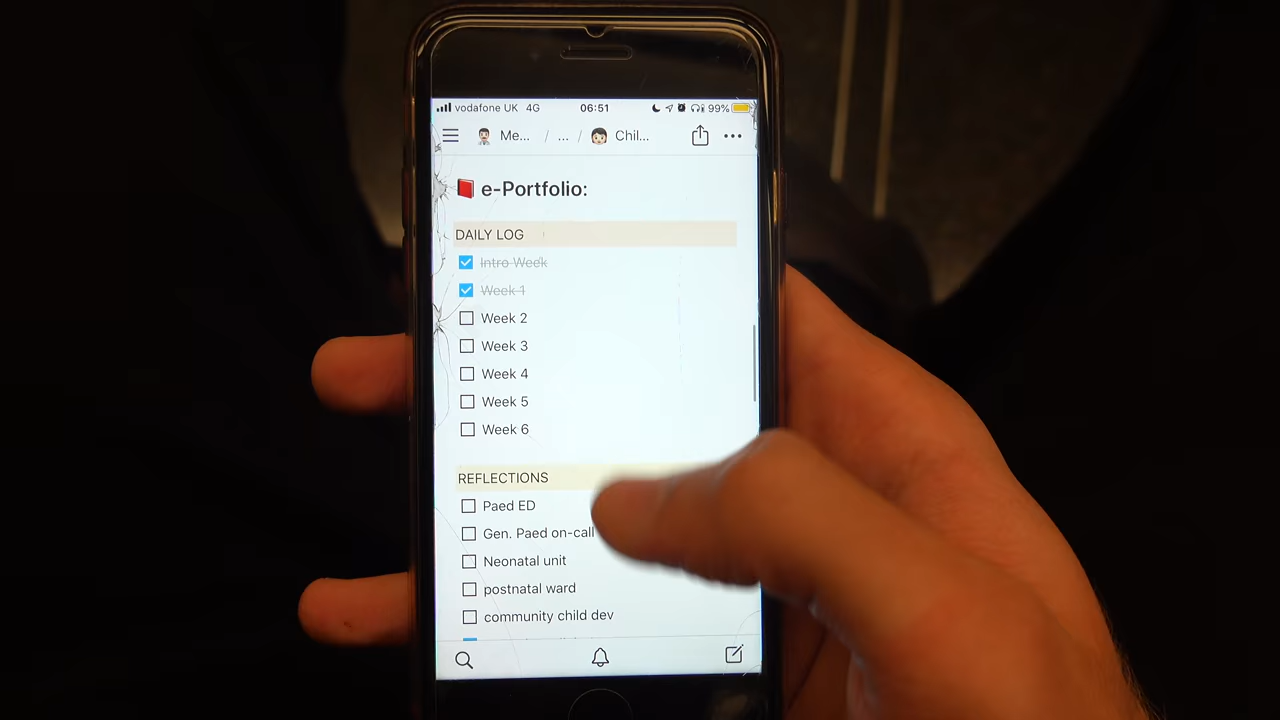 vodafone UK 4G 06:51 99%
Me... / ... / Chil...
e-Portfolio:
DAILY LOG
Intro Week
Week 1
Week 2
Week 3
Week 4
Week 5
Week 6
REFLECTIONS
Paed ED
Gen. Paed on-call
Neonatal unit
postnatal ward
community child dev